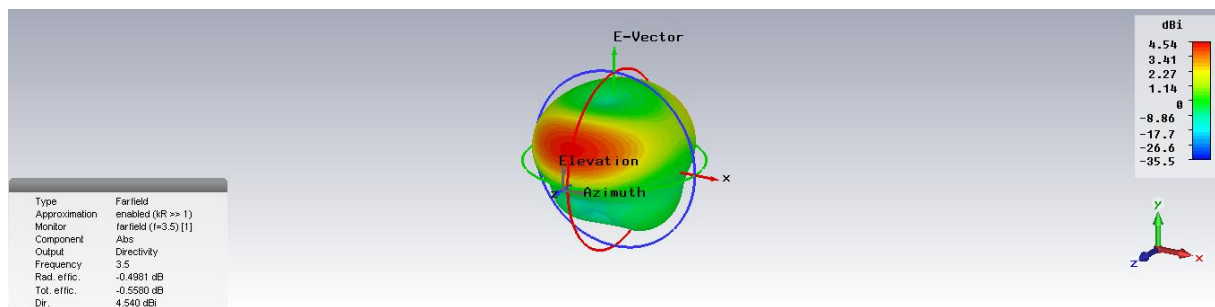 E-Vector
Elevation
z Azimuth
x
dBi
4.54
3.41
2.27
1.14
0
-8.86
-17.7
-26.6
-35.5
Type Farfield
Approximation enabled (kR >> 1)
Monitor farfield (f=3.5) [1]
Component Abs
Output Directivity
Frequency 3.5
Rad. effic. -0.4981 dB
Tot. effic. -0.5580 dB
Dir. 4.540 dBi
y
z
x